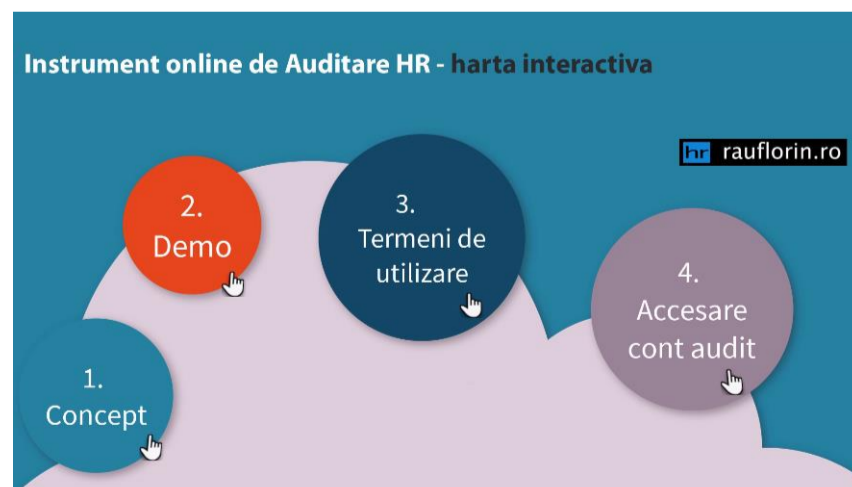 Instrument online de Auditare HR - harta interactiva
hr rauflorin.ro
2.
Demo
3.
Termeni de
utilizare
4.
Accesare
cont audit
1.
Concept